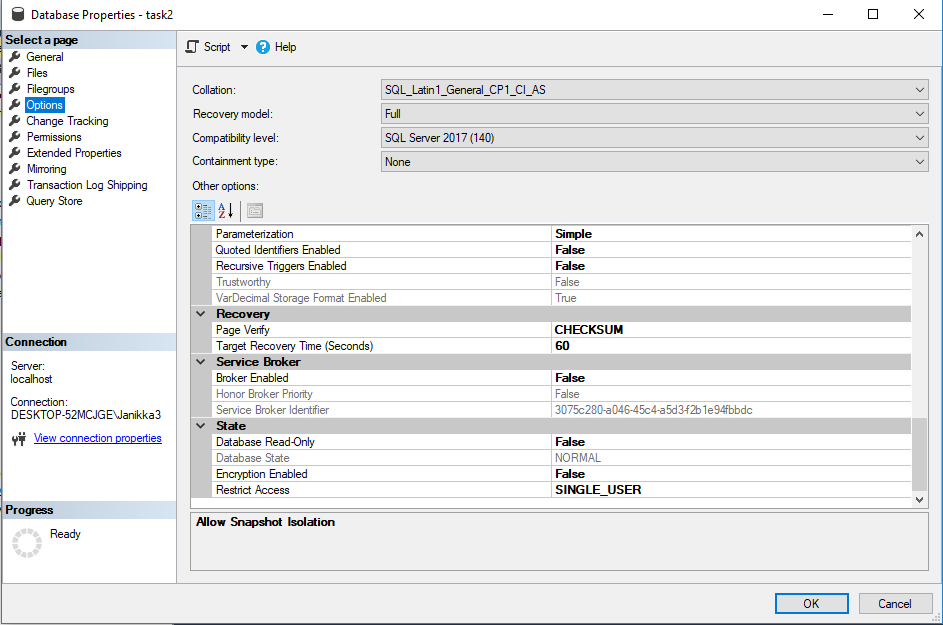 Database Properties - task2
Select a page
General
Files
Filegroups
Options
Change Tracking
Permissions
Extended Properties
Mirroring
Transaction Log Shipping
Query Store
Connection
Server:
localhost
Connection:
DESKTOP-52MCJGE\Janikka3
View connection properties
Progress
Ready
Script
Help
Collation: SQL_Latin1_General_CP1_CI_AS
Recovery model: Full
Compatibility level: SQL Server 2017 (140)
Containment type: None
Other options:
Parameterization Simple
Quoted Identifiers Enabled False
Recursive Triggers Enabled False
Trustworthy False
VarDecimal Storage Format Enabled True
Recovery
Page Verify CHECKSUM
Target Recovery Time (Seconds) 60
Service Broker
Broker Enabled False
Honor Broker Priority False
Service Broker Identifier 3075c280-a046-45c4-a5d3-f2b1e94fbbdc
State
Database Read-Only False
Database State NORMAL
Encryption Enabled False
Restrict Access SINGLE_USER
Allow Snapshot Isolation
OK Cancel